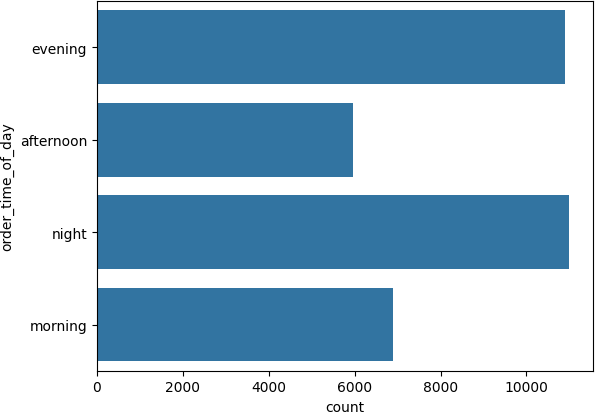 order_time_of_day
evening
afternoon
night
morning
0 2000 4000 6000 8000 10000
count